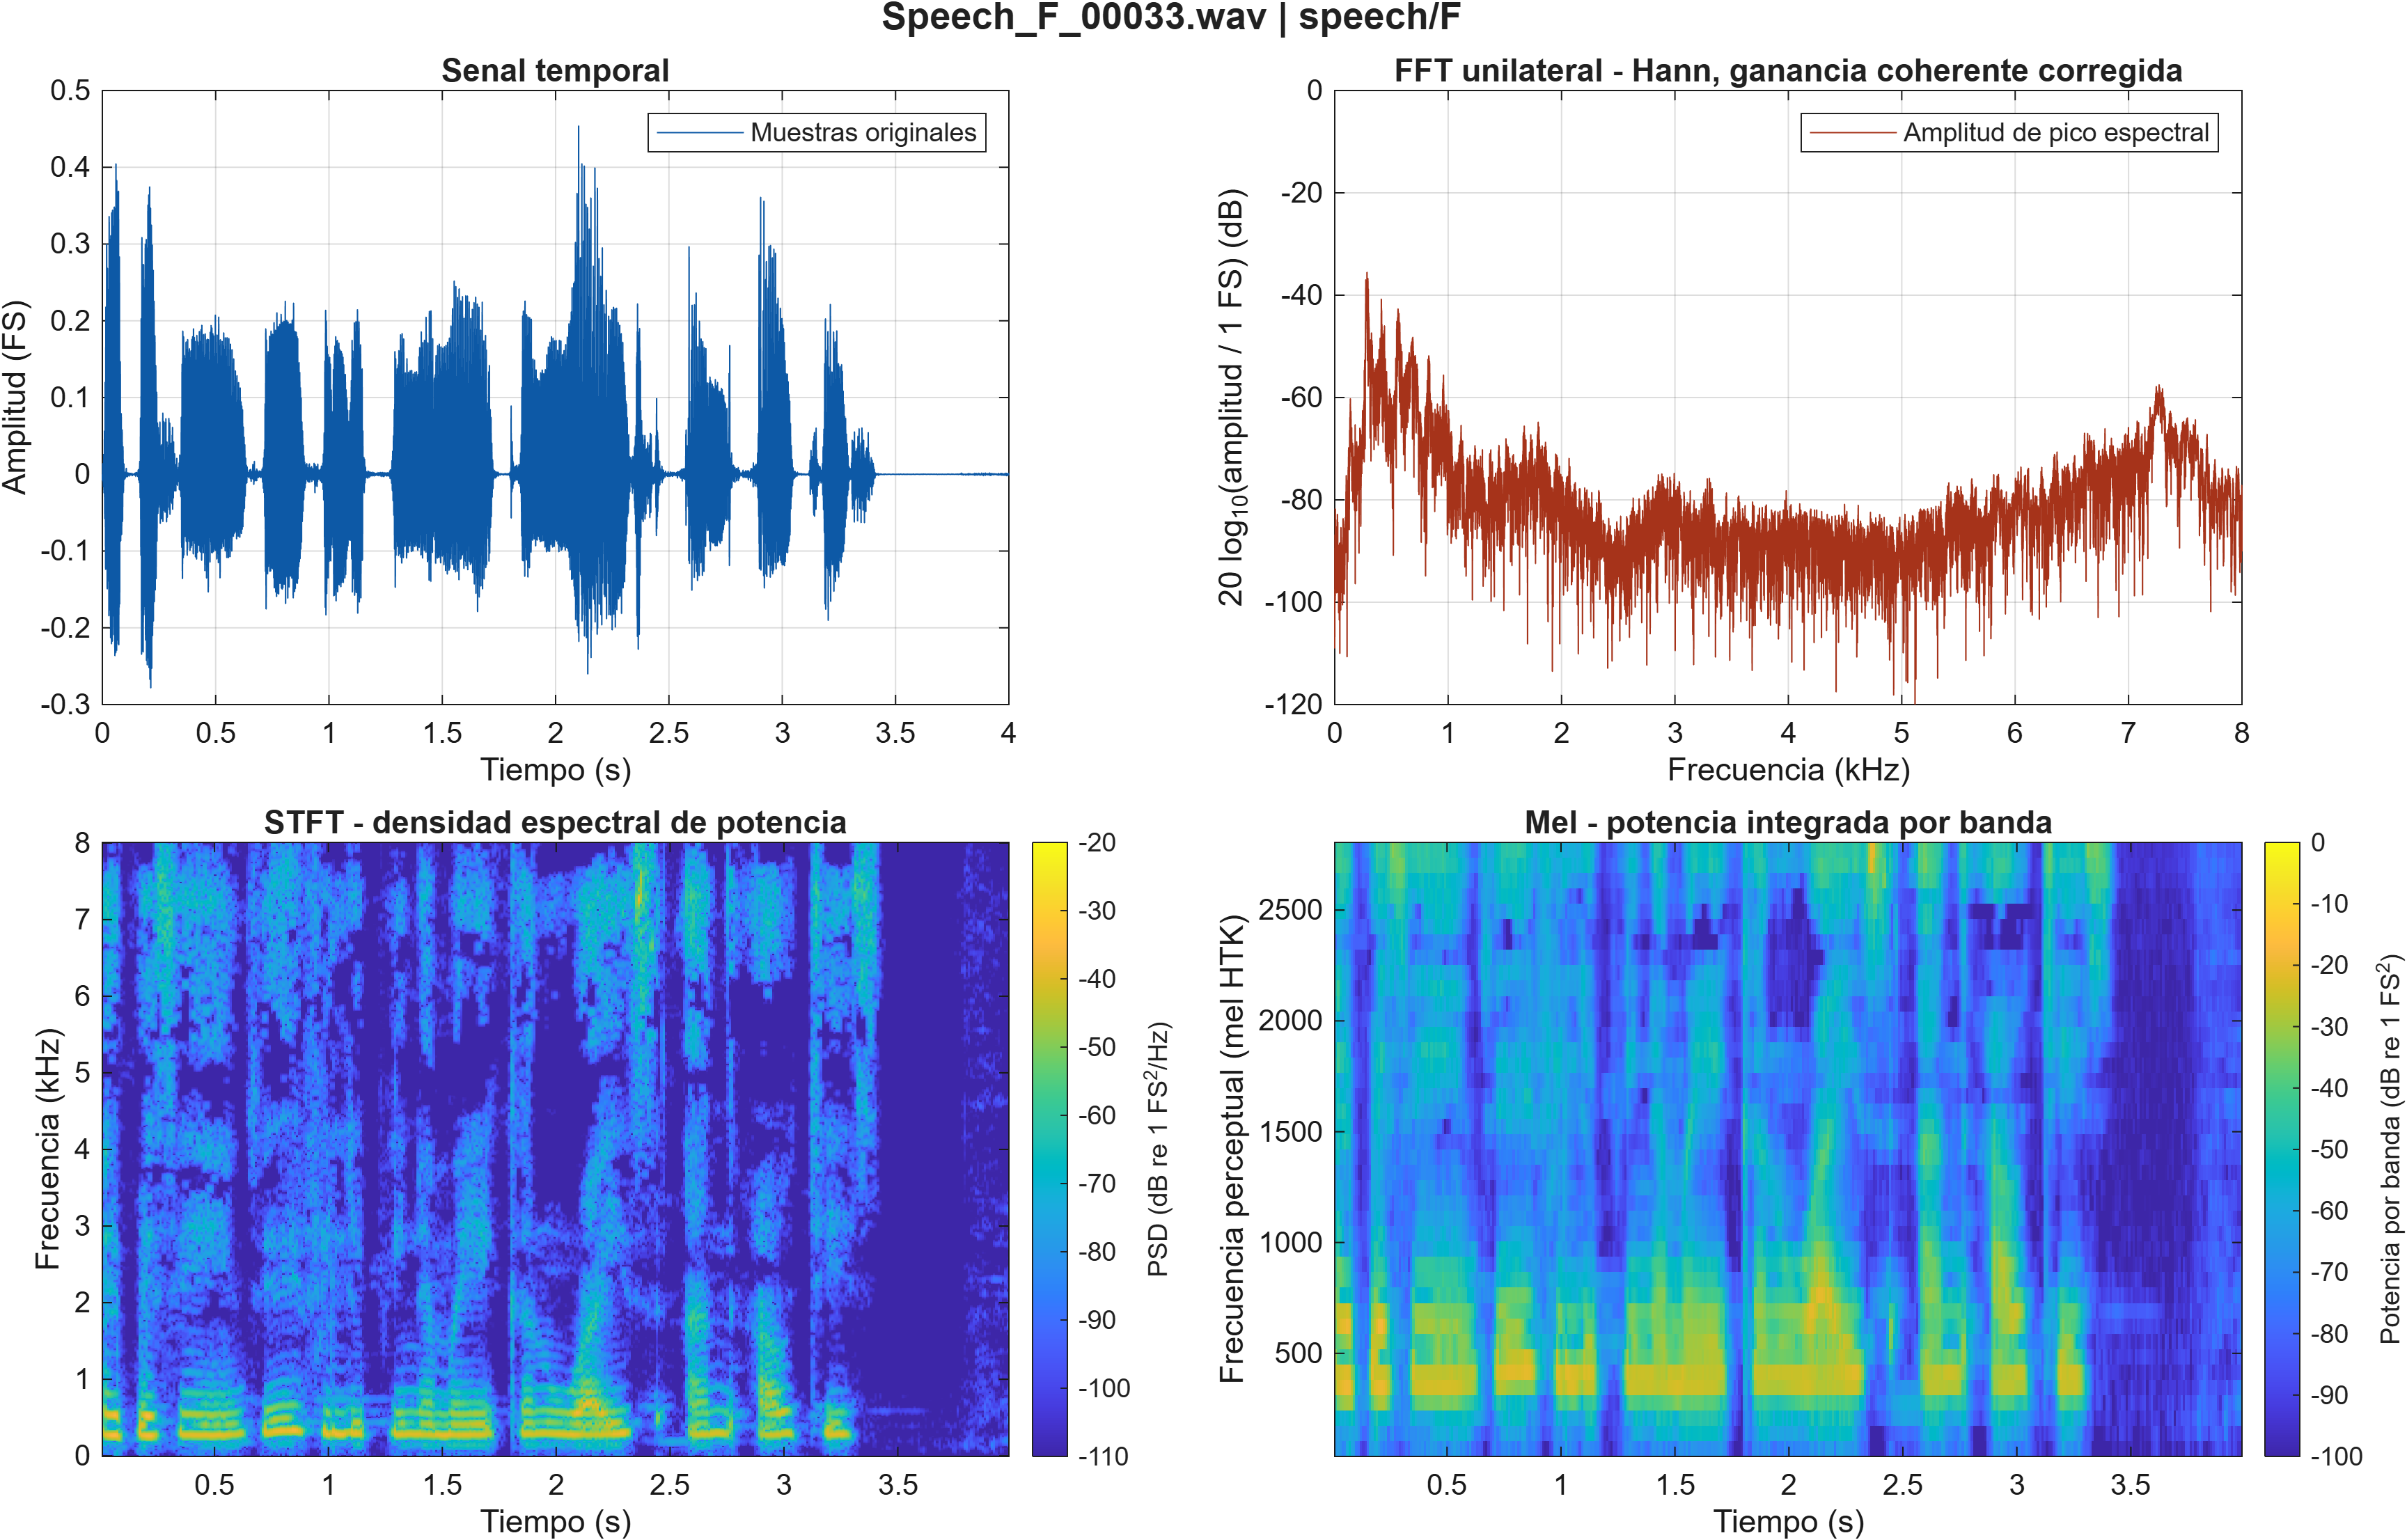 Speech_F_00033.wav | speech/F
Senal temporal
Muestras originales
0.5
0.4
0.3
0.2
0.1
0
-0.1
-0.2
-0.3
Amplitud (FS)
0 0.5 1 1.5 2 2.5 3 3.5 4
Tiempo (s)
FFT unilateral - Hann, ganancia coherente corregida
Amplitud de pico espectral
0
-20
-40
-60
-80
-100
-120
20 log10(amplitud / 1 FS) (dB)
0 1 2 3 4 5 6 7 8
Frecuencia (kHz)
STFT - densidad espectral de potencia
8
7
6
5
4
3
2
1
0
Frecuencia (kHz)
0.5 1 1.5 2 2.5 3 3.5
Tiempo (s)
-20
-30
-40
-50
-60
-70
-80
-90
-100
-110
PSD (dB re 1 FS²/Hz)
Mel - potencia integrada por banda
2500
2000
1500
1000
500
Frecuencia perceptual (mel HTK)
0.5 1 1.5 2 2.5 3 3.5
Tiempo (s)
0
-10
-20
-30
-40
-50
-60
-70
-80
-90
-100
Potencia por banda (dB re 1 FS²)